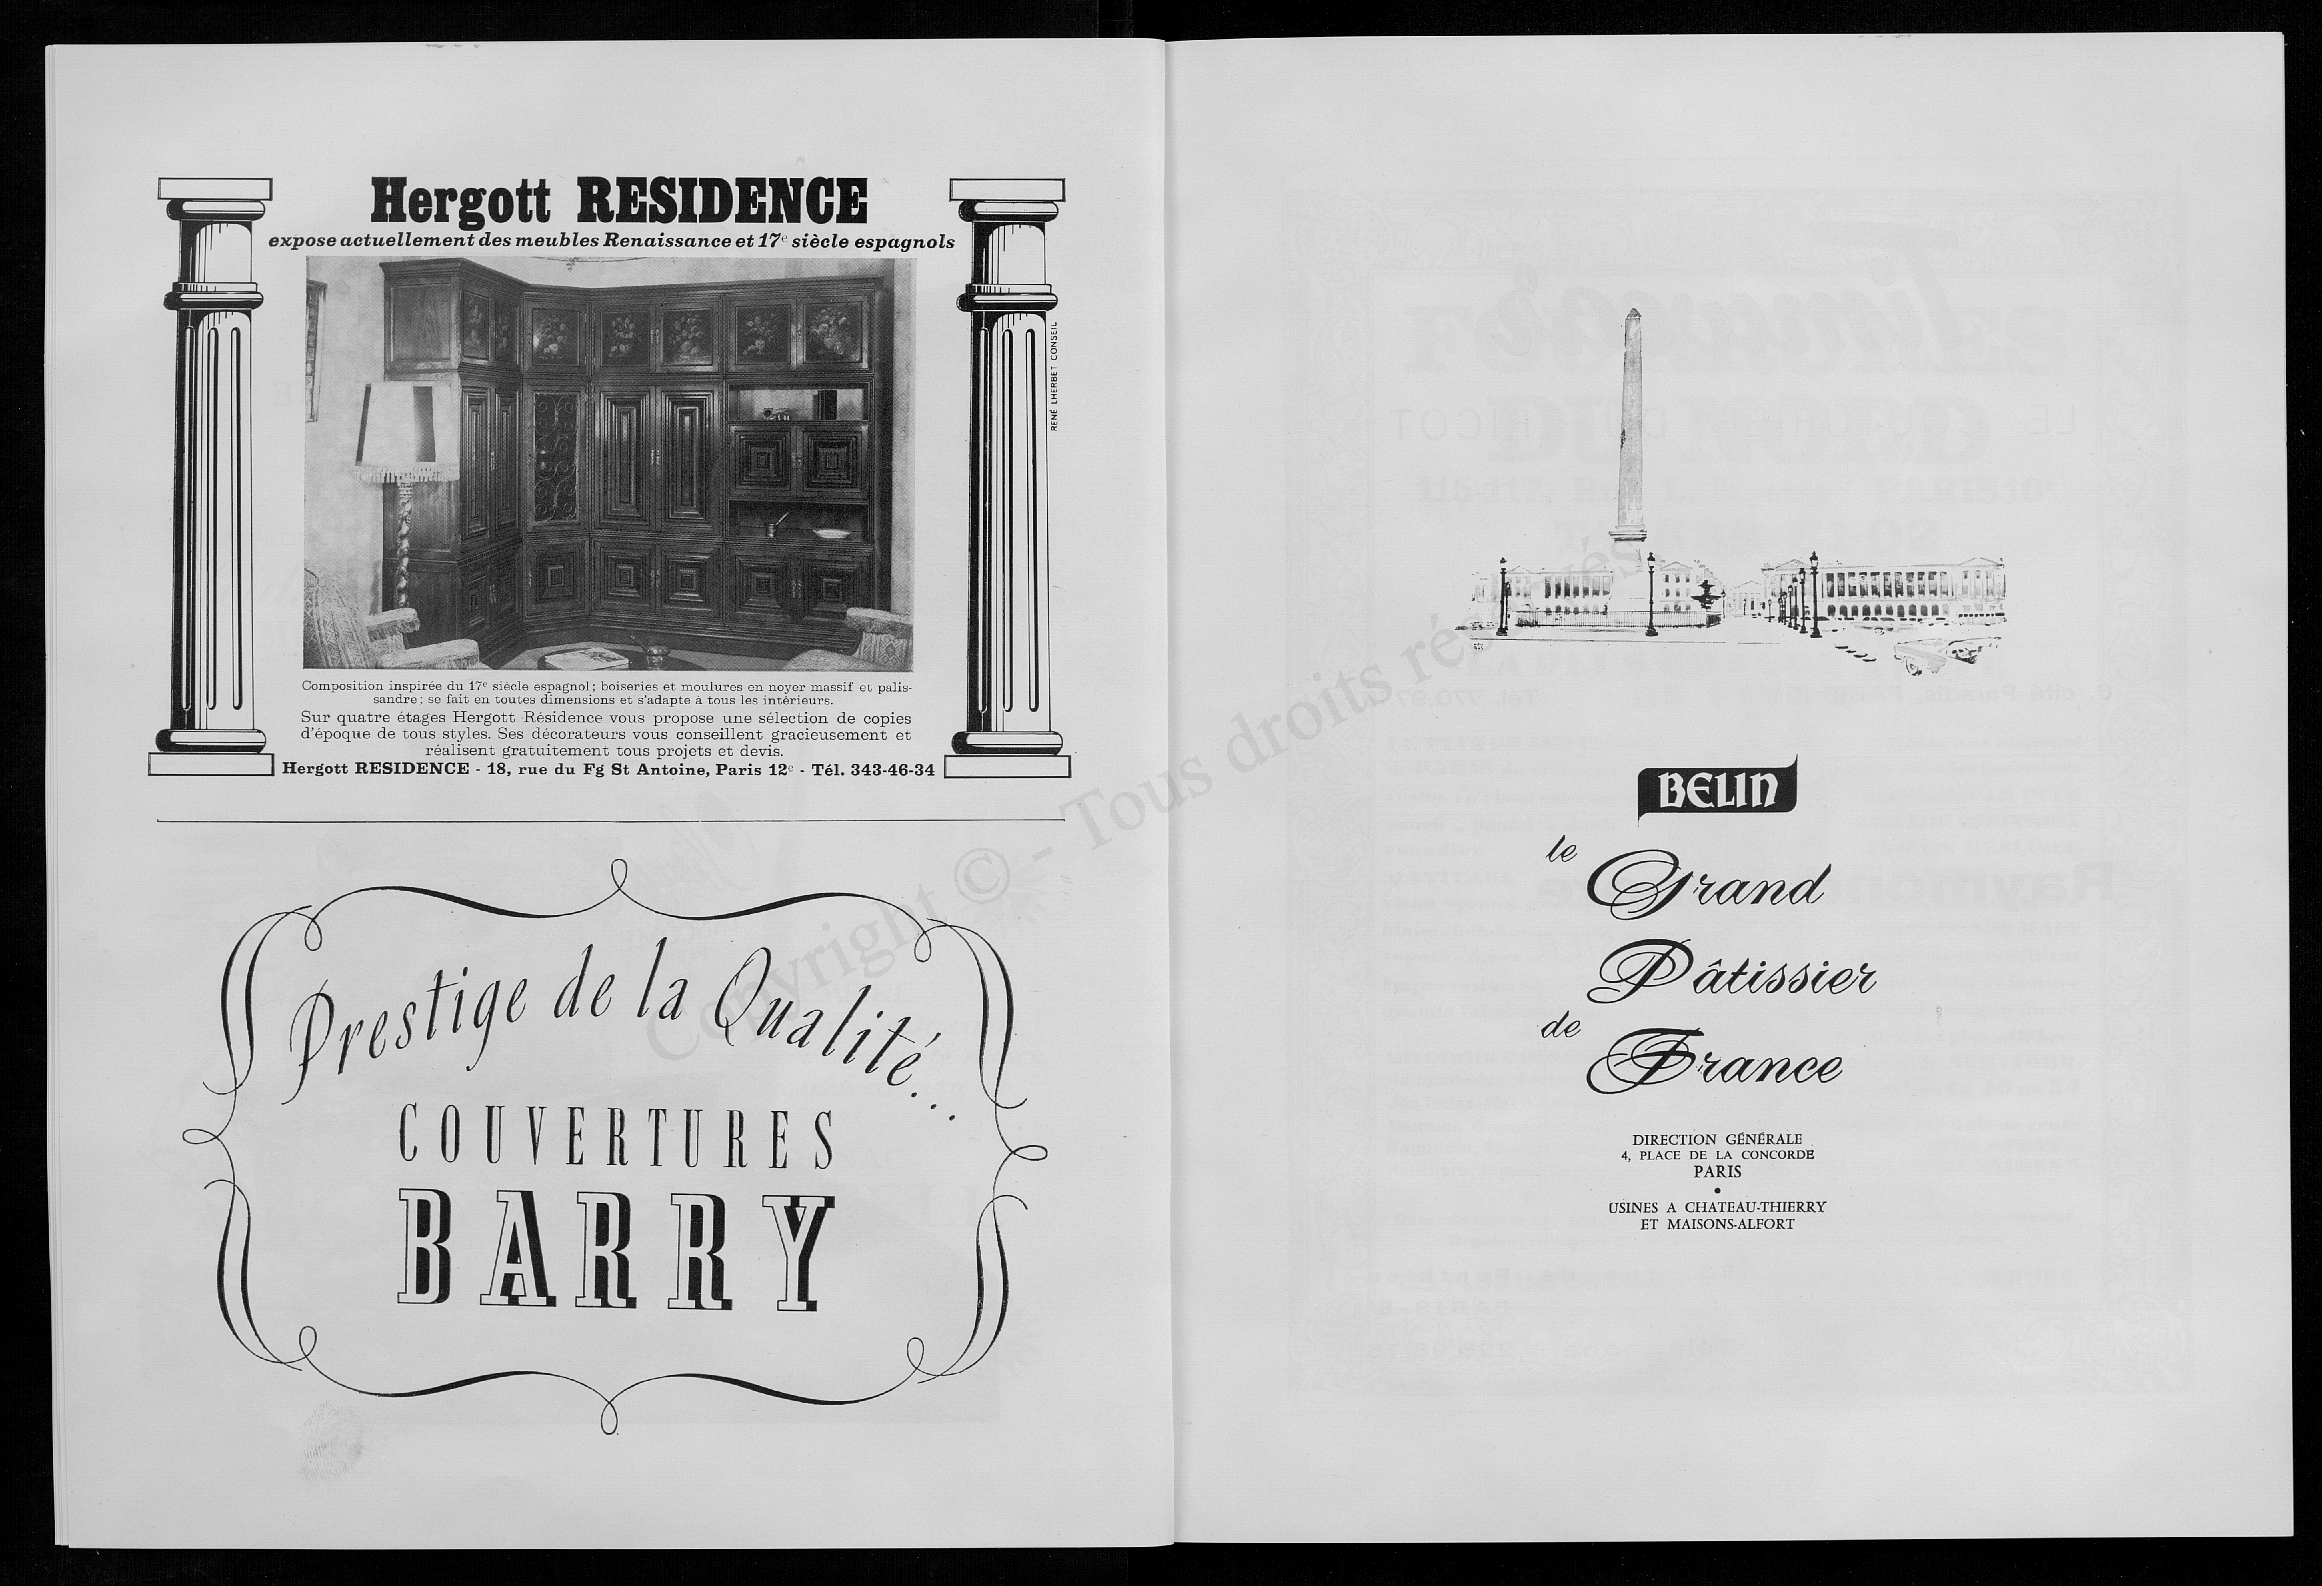 Hergott RESIDENCE
expose actuellement des meubles Renaissance et 17e siècle espagnols
RENÉ LHERBET CONSEIL
Composition inspirée du 17e siècle espagnol; boiseries et moulures en noyer massif et palis-
sandre; se fait en toutes dimensions et s'adapte à tous les intérieurs.
Sur quatre étages Hergott Résidence vous propose une sélection de copies
d'époque de tous styles. Ses décorateurs vous conseillent gracieusement et
réalisent gratuitement tous projets et devis.
Hergott RESIDENCE - 18, rue du Fg St Antoine, Paris 12e - Tél. 343-46-34
Prestige de la Qualité...
COUVERTURES
BARRY
Copyright © - Tous droits réservés
BELIN
le
Grand
Pâtissier
de
France
DIRECTION GÉNÉRALE
4, PLACE DE LA CONCORDE
PARIS
•
USINES A CHATEAU-THIERRY
ET MAISONS-ALFORT